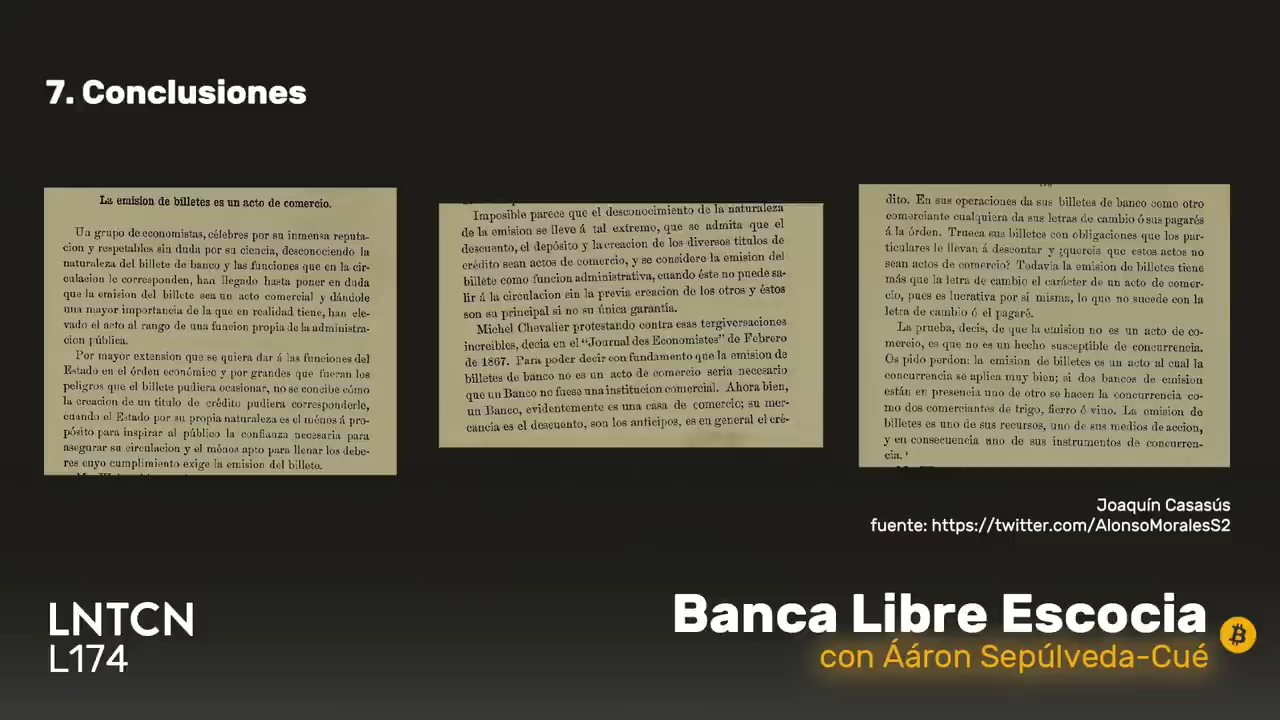 7. Conclusiones
La emision de billetes es un acto de comercio.
Un grupo de economistas, célebres por su inmensa reputa-
cion y respetables sin duda por su ciencia, desconociendo la
naturaleza del billete de banco y las funciones que en la cir-
culacion le corresponden, han llegado hasta poner en duda
que la emision del billete sea un acto comercial y dándole
una mayor importancia de la que en realidad tiene, han ele-
vado el acto al rango de una funcion propia de la administra-
cion pública.
Por mayor extension que se quiera dar á las funciones del
Estado en el órden económico y por grandes que fueran los
peligros que el billete pudiera ocasionar, no se concibe cómo
la creacion de un título de crédito pudiera corresponderle,
cuando el Estado por su propia naturaleza es el ménos á pro-
pósito para inspirar al público la confianza necesaria para
asegurar su circulacion y el ménos apto para llenar los debe-
res cuyo cumplimiento exige la emision del billete.
Imposible parece que el desconocimiento de la naturaleza
de la emision se lleve á tal extremo, que se admita que el
descuento, el depósito y la creacion de los diversos títulos de
crédito sean actos de comercio, y se considere la emision del
billete como funcion administrativa, cuando éste no puede sa-
lir á la circulacion sin la previa creacion de los otros y éstos
son su principal si no su única garantía.
Michel Chevalier protestando contra esas tergiversaciones
increibles, decia en el "Journal des Economistes" de Febrero
de 1867. Para poder decir con fundamento que la emision de
billetes de banco no es un acto de comercio seria necesario
que un Banco no fuese una institucion comercial. Ahora bien,
un Banco, evidentemente es una casa de comercio; su mer-
cancía es el descuento, son los anticipos, es en general el cré-
dito. En sus operaciones da sus billetes de banco como otro
comerciante cualquiera da sus letras de cambio ó sus pagarés
á la órden. Trueca sus billetes con obligaciones que los par-
ticulares le llevan á descontar y ¿quereis que estos actos no
sean actos de comercio? Todavía la emision de billetes tiene
más que la letra de cambio el carácter de un acto de comer-
cio, pues es lucrativa por sí misma, lo que no sucede con la
letra de cambio ó el pagaré.
La prueba, decis, de que la emision no es un acto de co-
mercio, es que no es un hecho susceptible de concurrencia.
Os pido perdon: la emision de billetes es un acto al cual la
concurrencia se aplica muy bien; si dos bancos de emision
están en presencia uno de otro se hacen la concurrencia co-
mo dos comerciantes de trigo, fierro ó vino. La emision de
billetes es uno de sus recursos, uno de sus medios de accion,
y en consecuencia uno de sus instrumentos de concurren-
cia.¹
Joaquín Casasús
fuente: https://twitter.com/AlonsoMoralesS2
LNTCN
L174
Banca Libre Escocia
con Ááron Sepúlveda-Cué